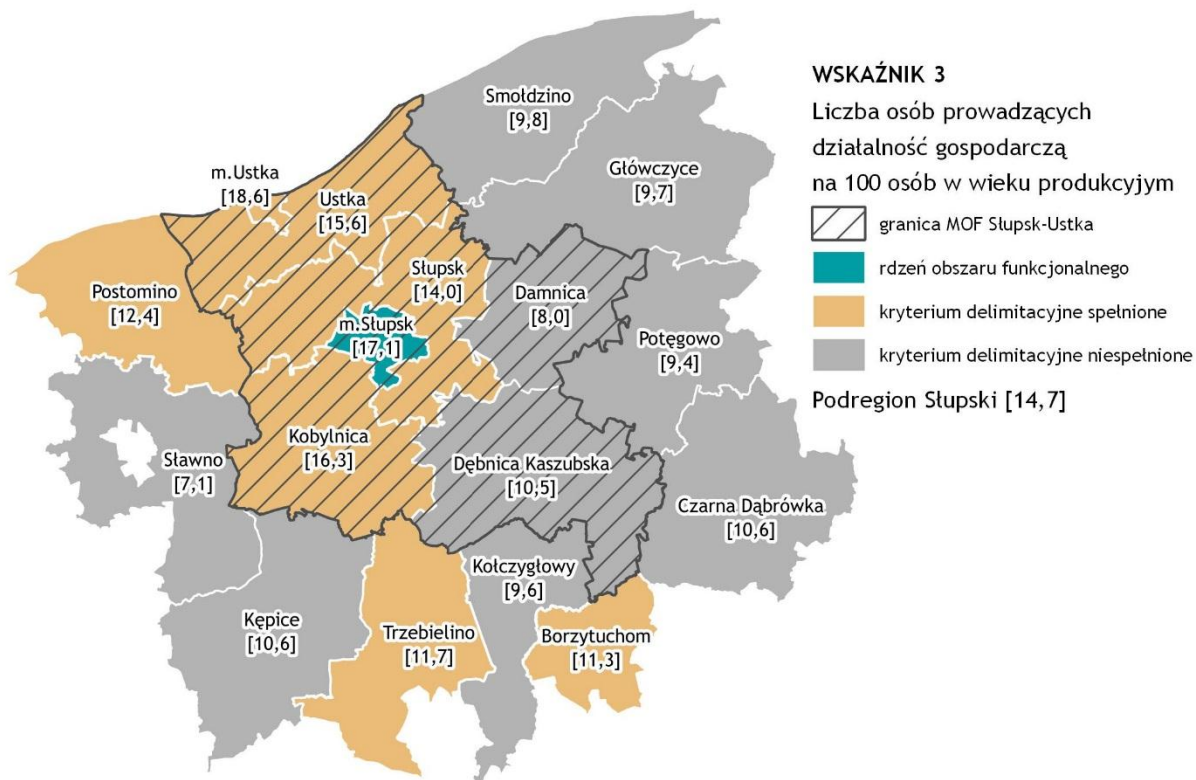 Smołdzino
[9,8]
Główczyce
[9,7]
m.Ustka
[18,6]
Ustka
[15,6]
Słupsk
[14,0]
Damnica
[8,0]
Postomino
[12,4]
m.Słupsk
[17,1]
Potęgowo
[9,4]
Kobylnica
[16,3]
Sławno
[7,1]
Dębnica Kaszubska
[10,5]
Czarna Dąbrówka
[10,6]
Kołczygłowy
[9,6]
Kępice
[10,6]
Trzebielino
[11,7]
Borzytuchom
[11,3]
WSKAŹNIK 3
Liczba osób prowadzących
działalność gospodarczą
na 100 osób w wieku produkcyjym
granica MOF Słupsk-Ustka
rdzeń obszaru funkcjonalnego
kryterium delimitacyjne spełnione
kryterium delimitacyjne niespełnione
Podregion Słupski [14,7]